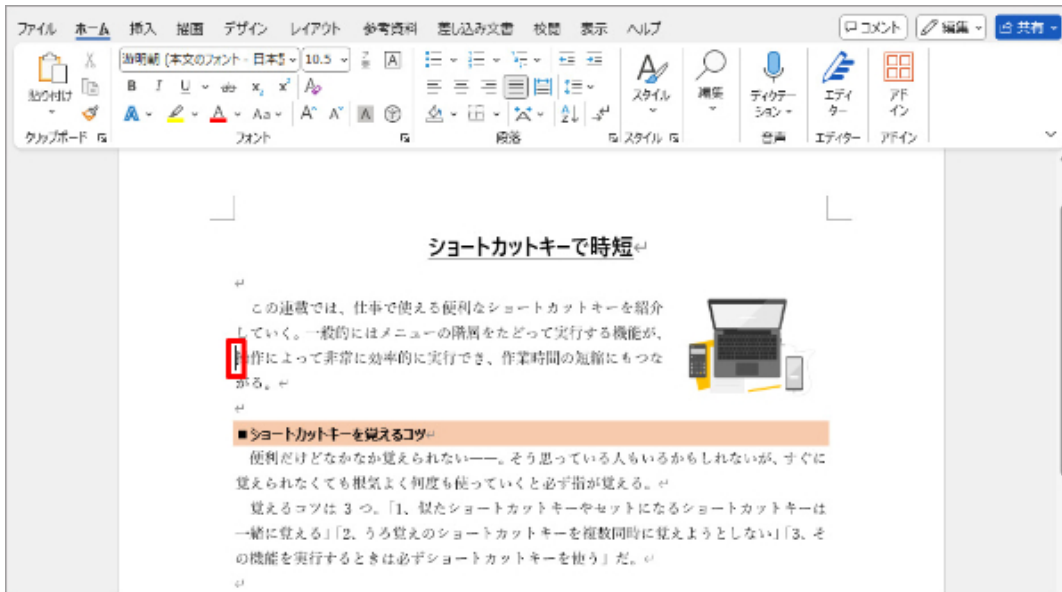 ファイル ホーム 挿入 描画 デザイン レイアウト 参考資料 差し込み文書 校閲 表示 ヘルプ コメント 編集 共有
游明朝 (本文のフォント - 日本語 10.5
貼り付け スタイル 編集 ディクテーション エディター アドイン
クリップボード フォント 段落 スタイル 音声 エディター アドイン
ショートカットキーで時短
この連載では、仕事で使える便利なショートカットキーを紹介
していく。一般的にはメニューの階層をたどって実行する機能が、
操作によって非常に効率的に実行でき、作業時間の短縮にもつな
がる。
■ショートカットキーを覚えるコツ
便利だけどなかなか覚えられない――。そう思っている人もいるかもしれないが、すぐに
覚えられなくても根気よく何度も使っていくと必ず指が覚える。
覚えるコツは 3 つ。「1、似たショートカットキーやセットになるショートカットキーは
一緒に覚える」「2、うろ覚えのショートカットキーを複数同時に覚えようとしない」「3、そ
の機能を実行するときは必ずショートカットキーを使う」だ。